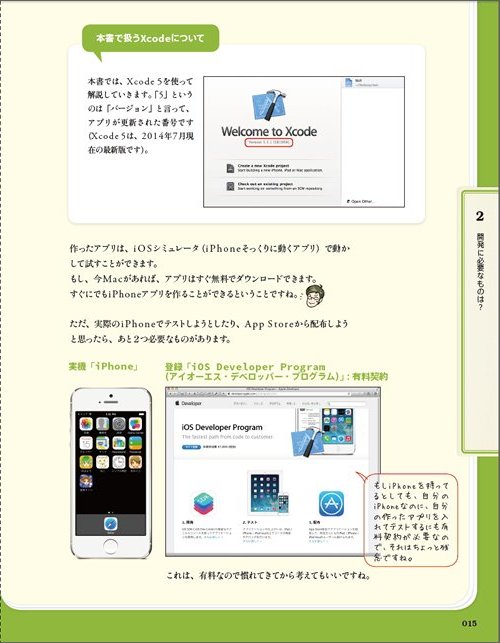 本書で扱うXcodeについて
本書では、Xcode 5を使って
解説していきます。「5」という
のは「バージョン」と言って、
アプリが更新された番号です
(Xcode 5は、2014年7月現
在の最新版です)。
Welcome to Xcode
Create a new Xcode project
Start building a new iPhone, iPad or Mac application.
Check out an existing project
Start working on something from an SCM repository.
Open Other...
2
開発に必要なものは?
作ったアプリは、iOSシミュレータ(iPhoneそっくりに動くアプリ)で動か
して試すことができます。
もし、今Macがあれば、アプリはすぐ無料でダウンロードできます。
すぐにでもiPhoneアプリを作ることができるということですね。
ただ、実際のiPhoneでテストしようとしたり、App Storeから配布しよう
と思ったら、あと2つ必要なものがあります。
実機「iPhone」
登録「iOS Developer Program
(アイオーエス・デベロッパー・プログラム)」:有料契約
Developer
iOS Developer Program
The fastest path from code to customer.
1. 開発
2. テスト
3. 配布
もしiPhoneを持って
るとしても、自分の
iPhoneなのに、自分
の作ったアプリを入
れてテストするにも有
料契約が必要なの
で、それはちょっと残
念ですね。
これは、有料なので慣れてきてから考えてもいいですね。
015